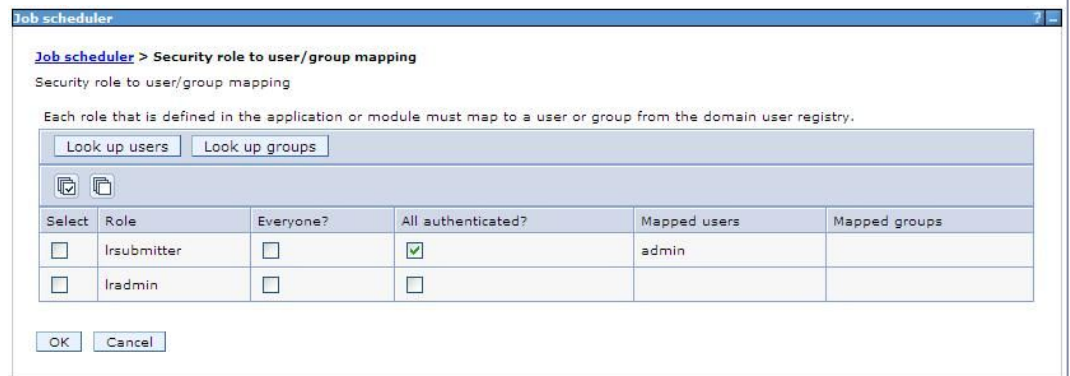 Job scheduler ? –
Job scheduler > Security role to user/group mapping
Security role to user/group mapping
Each role that is defined in the application or module must map to a user or group from the domain user registry.
Look up users Look up groups
Select Role Everyone? All authenticated? Mapped users Mapped groups
lrsubmitter admin
lradmin
OK Cancel